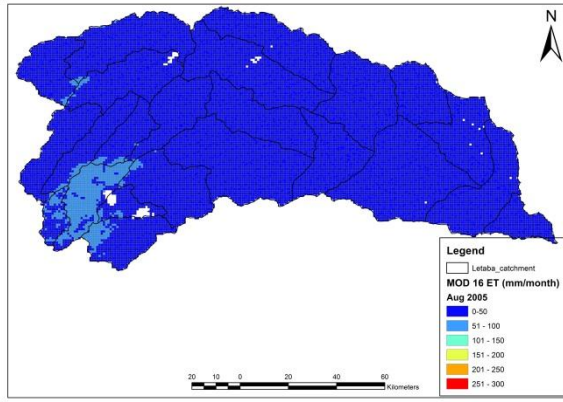 N
Legend
Letaba_catchment
MOD 16 ET (mm/month)
Aug 2005
0-50
51 - 100
101 - 150
151 - 200
201 - 250
251 - 300
20 10 0 20 40 60
Kilometers